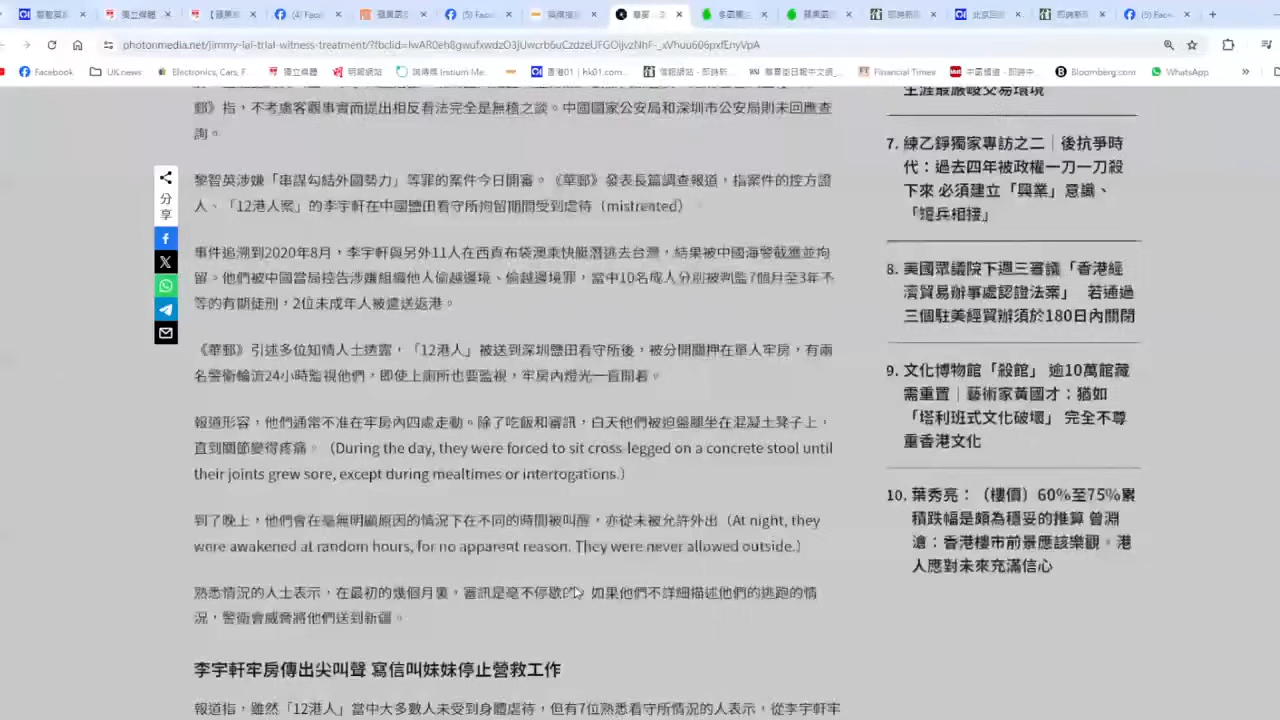 photonmedia.net/jimmy-lai-trial-witness-treatment/?fbclid=IwAR0eh8gwufxwdzO3jUwcrb6uCzdzeUFGOijvzNhF-_xVhuu606pxfEnyVpA
Facebook
UK news
Electronics, Cars, F...
獨立媒體
明報網站
誠傳媒 Instium Me...
香港01 | hk01.com...
信報網站 - 即時新...
華爾街日報中文網_...
Financial Times
Bloomberg.com
WhatsApp
郵》指，不考慮客觀事實而提出相反看法完全是無稽之談。中國國家公安局和深圳市公安局則未回應查
詢。
黎智英涉嫌「串謀勾結外國勢力」等罪的案件今日開審。《華郵》發表長篇調查報道，指案件的控方證
人、「12港人案」的李宇軒在中國鹽田看守所拘留期間受到虐待（mistreated）。
事件追溯到2020年8月，李宇軒與另外11人在西貢布袋澳乘快艇潛逃去台灣，結果被中國海警截獲並拘
留。他們被中國當局控告涉嫌組織他人偷越邊境、偷越邊境罪，當中10名成人分別被判監7個月至3年不
等的有期徒刑，2位未成年人被遣送返港。
《華郵》引述多位知情人士透露，「12港人」被送到深圳鹽田看守所後，被分開關押在單人牢房，有兩
名警衛輪流24小時監視他們，即使上廁所也要監視，牢房內燈光一直開着。
報道形容，他們通常不准在牢房內四處走動。除了吃飯和審訊，白天他們被迫盤腿坐在混凝土凳子上，
直到關節變得疼痛。（During the day, they were forced to sit cross-legged on a concrete stool until
their joints grew sore, except during mealtimes or interrogations.）
到了晚上，他們會在毫無明顯原因的情況下在不同的時間被叫醒，亦從未被允許外出（At night, they
were awakened at random hours, for no apparent reason. They were never allowed outside.）
熟悉情況的人士表示，在最初的幾個月裏，審訊是毫不停歇的。如果他們不詳細描述他們的逃跑的情
況，警衛會威脅將他們送到新疆。
李宇軒牢房傳出尖叫聲 寫信叫妹妹停止營救工作
報道指，雖然「12港人」當中大多數人未受到身體虐待，但有7位熟悉看守所情況的人表示，從李宇軒牢
分
享
生涯最嚴峻交易環境
7. 練乙錚獨家專訪之二｜後抗爭時
代：過去四年被政權一刀一刀殺
下來 必須建立「興業」意識、
「短兵相接」
8. 美國眾議院下週三審議「香港經
濟貿易辦事處認證法案」 若通過
三個駐美經貿辦須於180日內關閉
9. 文化博物館「殺館」 逾10萬館藏
需重置｜藝術家黃國才：猶如
「塔利班式文化破壞」 完全不尊
重香港文化
10. 葉秀亮：（樓價）60%至75%累
積跌幅是頗為穩妥的推算 曾淵
滄：香港樓市前景應該樂觀。港
人應對未來充滿信心